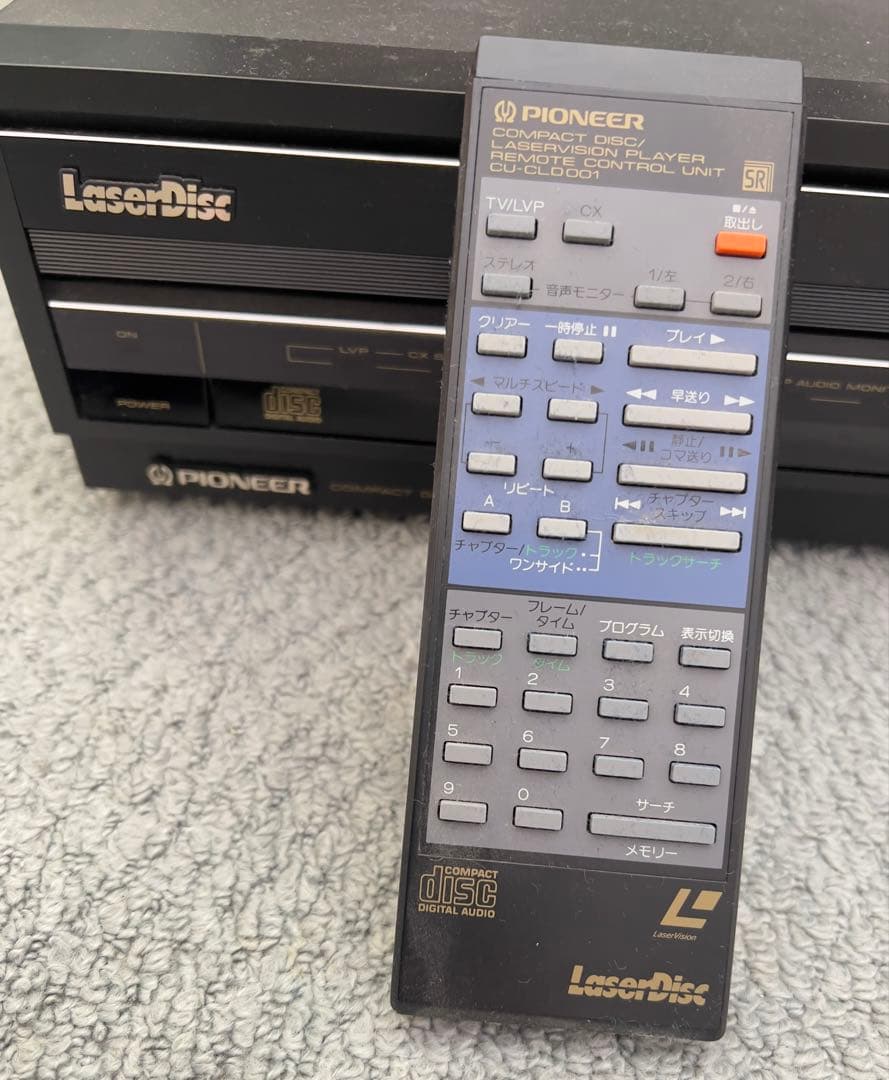 LaserDisc
ON
LVP
CX
POWER
disc
DIGITAL AUDIO
PIONEER
AUDIO
PIONEER
COMPACT DISC/
LASERVISION PLAYER
REMOTE CONTROL UNIT
CU-CLD001
SR
TV/LVP
CX
■/▲
取出し
ステレオ
音声モニター
1/左
2/右
クリアー
一時停止 ❚❚
プレイ ▶
◀ マルチスピード ▶
◀◀ 早送り ▶▶
−
+
◀❚❚ 静止/
コマ送り ❚❚▶
リピート
A
B
|◀◀ チャプター
スキップ ▶▶|
チャプター/トラック •
ワンサイド ••
トラックサーチ
チャプター
フレーム/
タイム
プログラム
表示切換
トラック
タイム
1
2
3
4
5
6
7
8
9
0
サーチ
メモリー
COMPACT
disc
DIGITAL AUDIO
LaserVision
LaserDisc